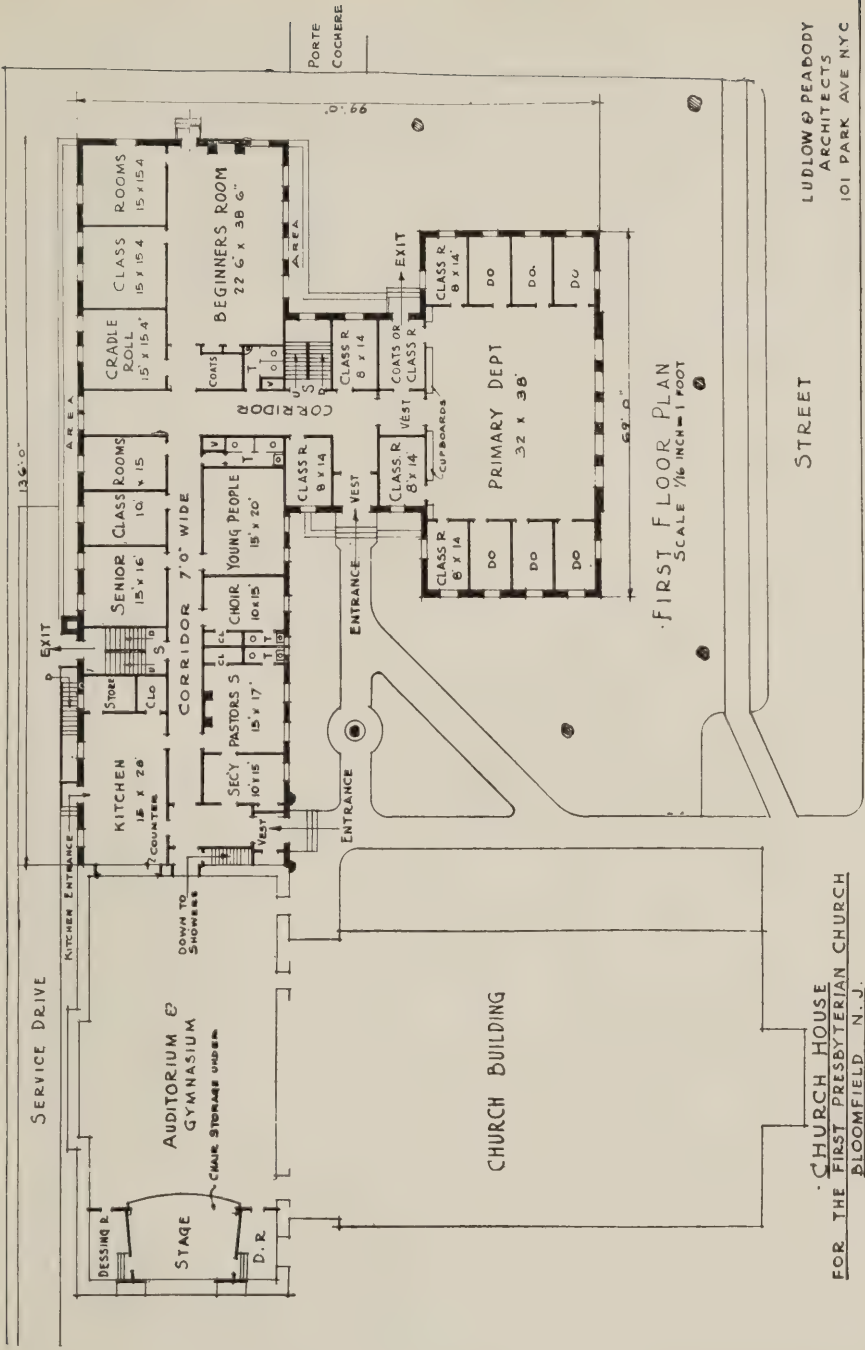 SERVICE DRIVE
136'0"
PORTE
COCHERE
99'0"
KITCHEN ENTRANCE
D
EXIT
AREA
DESSING R.
STAGE
D.R.
CHAIR STORAGE UNDER
AUDITORIUM &
GYMNASIUM
DOWN TO
SHOWERS
KITCHEN
15 X 28'
COUNTER
STORE
CLO
U
S
D
SENIOR
15'x 16'
CLASS ROOMS
10' x 15
CRADLE
ROLL
15' x 15.4'
CLASS
15 x 15.4
ROOMS
15 x 15.4
CORRIDOR 7'0" WIDE
CORRIDOR
VEST
SEC'Y
10'x15'
PASTORS S
15'x 17'
CL
CL
T
T
CHOIR
10x15'
YOUNG PEOPLE
15' x 20'
V
T
COATS
V
T
BEGINNERS ROOM
22 6" x 38 6"
AREA
U
S
D
CLASS R
8 x 14
CLASS R
8 x 14
ENTRANCE
ENTRANCE
VEST
VEST
CLASS. R
8'x 14'
COATS OR
CLASS R
EXIT
CUPBOARDS
CLASS R
8' x 14
DO
DO
DO
PRIMARY DEPT
32 x 38'
CLASS R
8 x 14'
DO
DO.
DO
69'0"
CHURCH BUILDING
FIRST FLOOR PLAN
SCALE 1/16 INCH = 1 FOOT
STREET
CHURCH HOUSE
FOR THE FIRST PRESBYTERIAN CHURCH
BLOOMFIELD N.J.
LUDLOW & PEABODY
ARCHITECTS
101 PARK AVE NYC